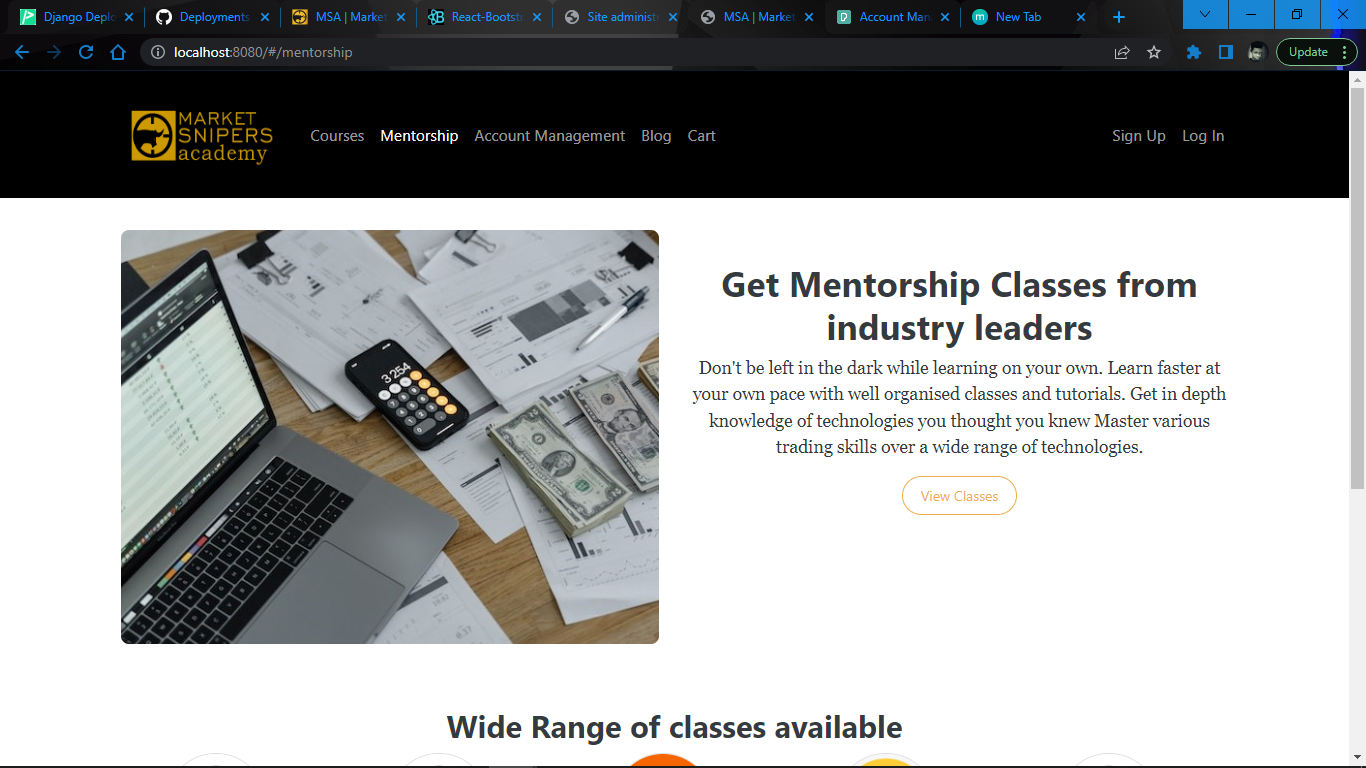 Django Deplo
Deployments
MSA | Market
React-Bootstr
Site administr
MSA | Market
Account Man
New Tab
localhost:8080/#/mentorship
Update
MARKET
SNIPERS
academy
Courses
Mentorship
Account Management
Blog
Cart
Sign Up
Log In
3 254
Get Mentorship Classes from
industry leaders
Don't be left in the dark while learning on your own. Learn faster at
your own pace with well organised classes and tutorials. Get in depth
knowledge of technologies you thought you knew Master various
trading skills over a wide range of technologies.
View Classes
Wide Range of classes available